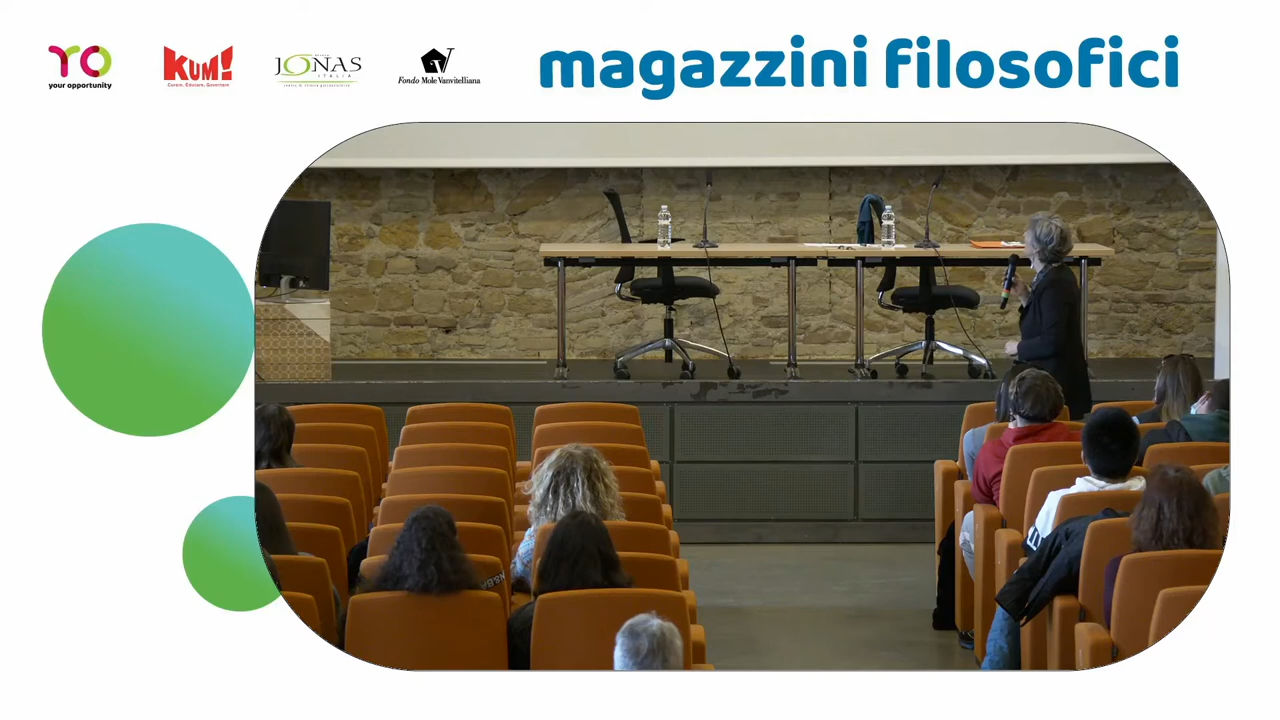 YO
your opportunity
KUM!
Curare, Educare, Governare
JONAS
ITALIA
Fondo Mole Vanvitelliana
magazzini filosofici